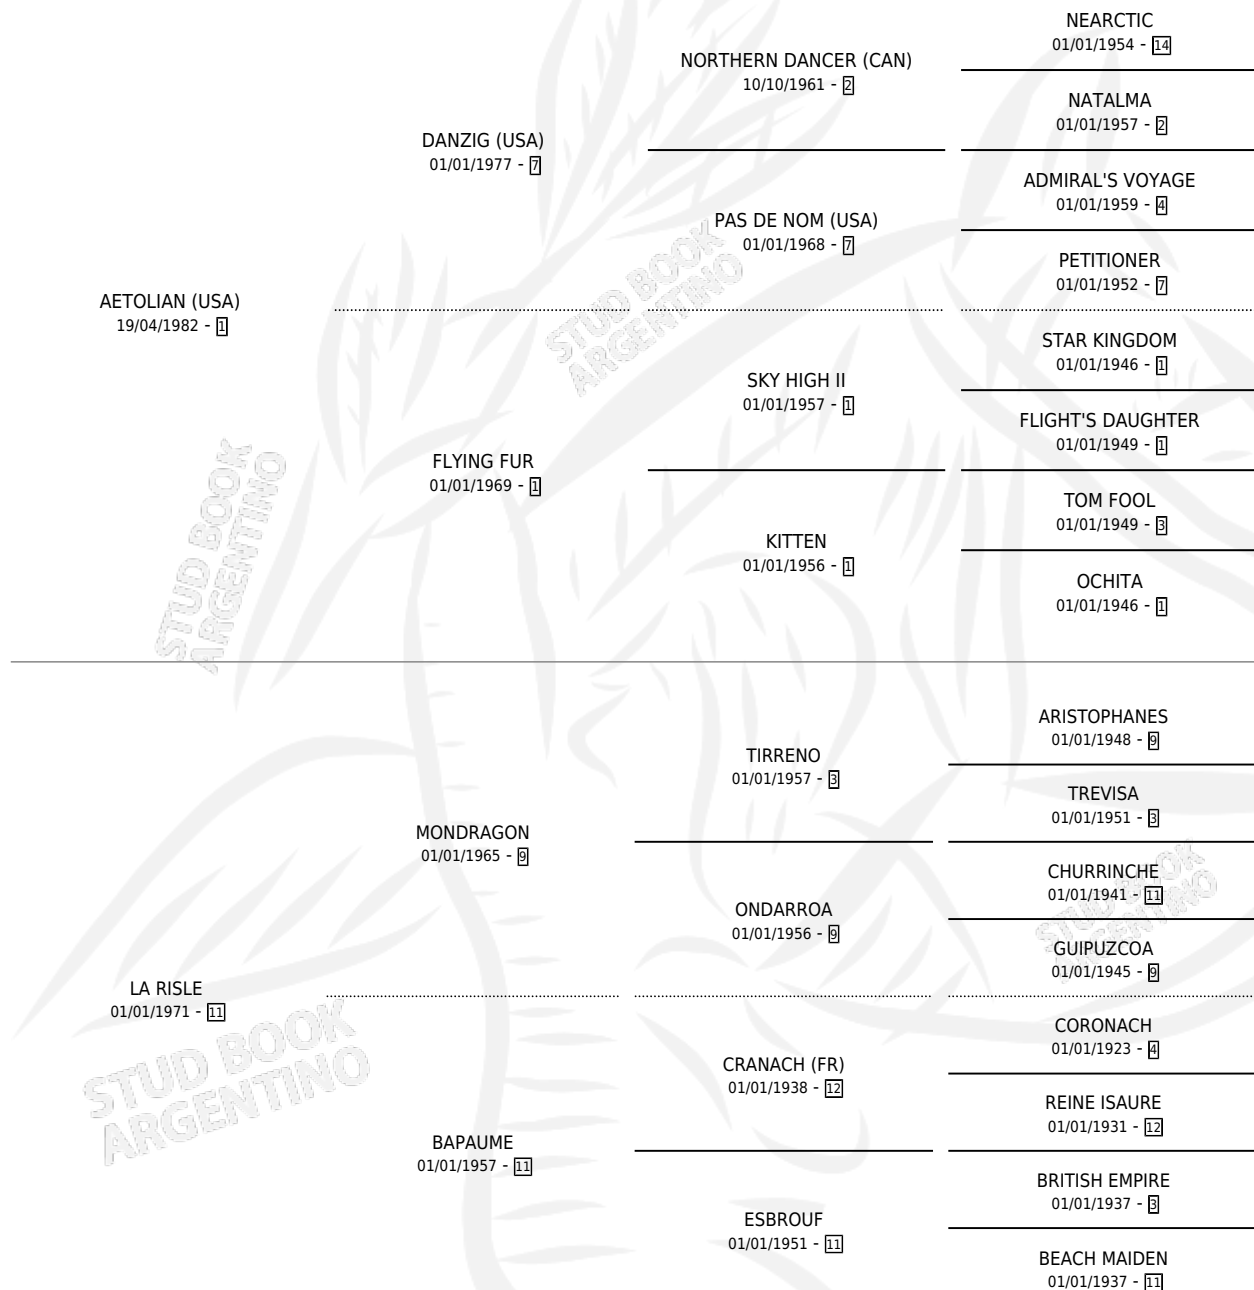 NEARCTIC
01/01/1954 - 14
NORTHERN DANCER (CAN)
10/10/1961 - 2
NATALMA
01/01/1957 - 2
DANZIG (USA)
01/01/1977 - 7
ADMIRAL'S VOYAGE
01/01/1959 - 4
PAS DE NOM (USA)
01/01/1968 - 7
PETITIONER
01/01/1952 - 7
AETOLIAN (USA)
19/04/1982 - 1
STAR KINGDOM
01/01/1946 - 1
SKY HIGH II
01/01/1957 - 1
FLIGHT'S DAUGHTER
01/01/1949 - 1
FLYING FUR
01/01/1969 - 1
TOM FOOL
01/01/1949 - 3
KITTEN
01/01/1956 - 1
OCHITA
01/01/1946 - 1
ARISTOPHANES
01/01/1948 - 9
TIRRENO
01/01/1957 - 3
TREVISA
01/01/1951 - 3
MONDRAGON
01/01/1965 - 9
CHURRINCHE
01/01/1941 - 11
ONDARROA
01/01/1956 - 9
GUIPUZCOA
01/01/1945 - 9
LA RISLE
01/01/1971 - 11
CORONACH
01/01/1923 - 4
CRANACH (FR)
01/01/1938 - 12
REINE ISAURE
01/01/1931 - 12
BAPAUME
01/01/1957 - 11
BRITISH EMPIRE
01/01/1937 - 3
ESBROUF
01/01/1951 - 11
BEACH MAIDEN
01/01/1937 - 11
STUD BOOK
ARGENTINO
STUD BOOK
ARGENTINO
STUD BOOK
ARGENTINO
STUD BOOK
ARGENTINO